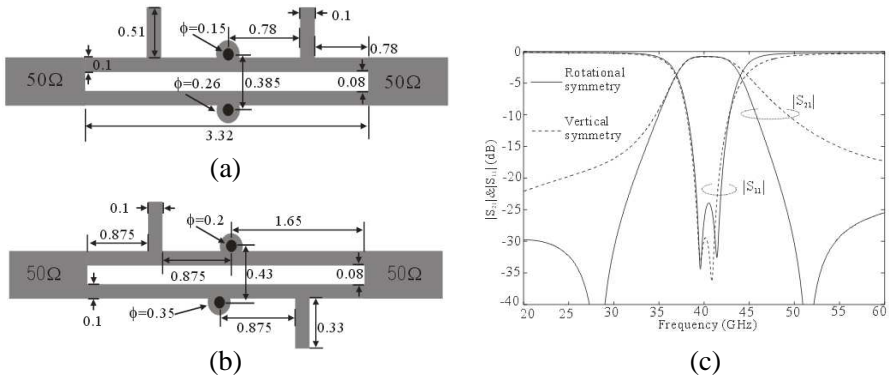 0.51
ϕ=0.15
0.78
0.1
0.78
50Ω
0.1
ϕ=0.26
0.385
0.08
50Ω
3.32
(a)
0.1
ϕ=0.2
1.65
0.875
50Ω
0.875
0.43
0.08
50Ω
0.1
ϕ=0.35
0.875
0.33
(b)
0
-5
-10
-15
-20
-25
-30
-35
-40
|S₂₁|&|S₁₁| (dB)
Rotational
symmetry
Vertical
symmetry
|S₂₁|
|S₁₁|
20 25 30 35 40 45 50 55 60
Frequency (GHz)
(c)